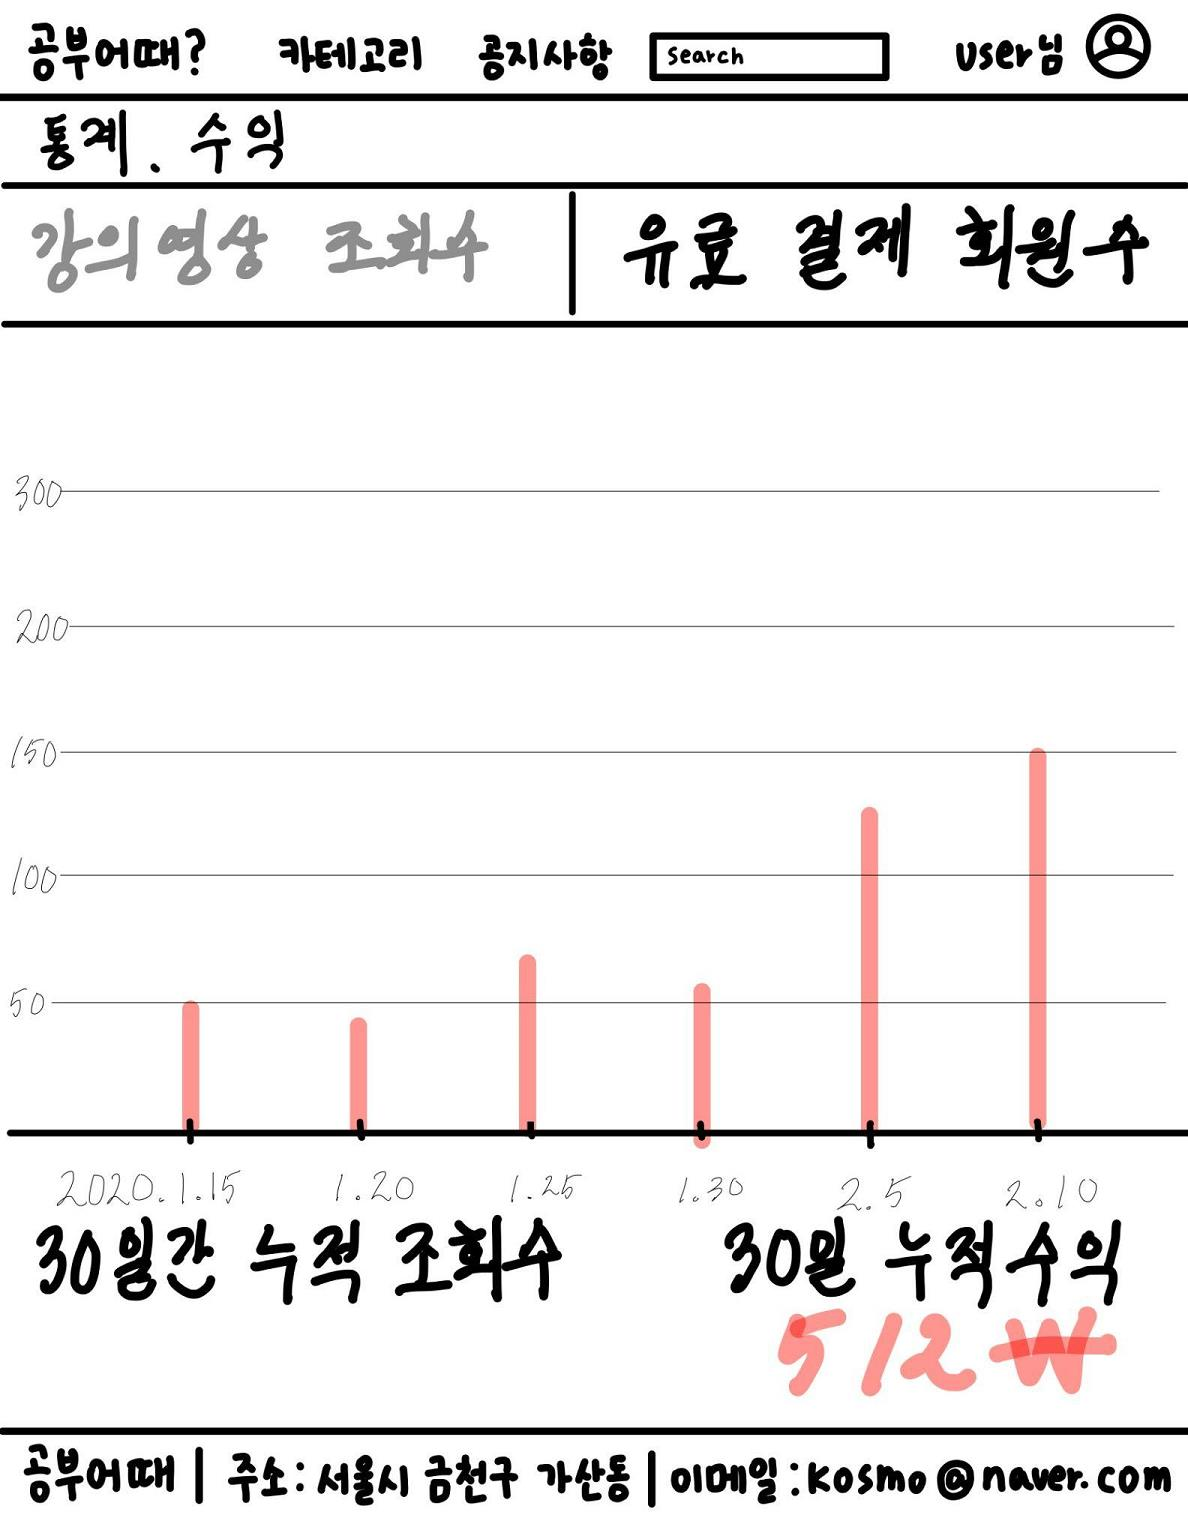 공부어때? 카테고리 공지사항 Search user님
통계. 수익
강의영상 조회수 유료 결제 회원수
300
200
150
100
50
2020.1.15 1.20 1.25 1.30 2.5 2.10
30일간 누적 조회수 30일 누적수익
512 ₩
공부어때 | 주소:서울시 금천구 가산동 | 이메일:kosmo@naver.com